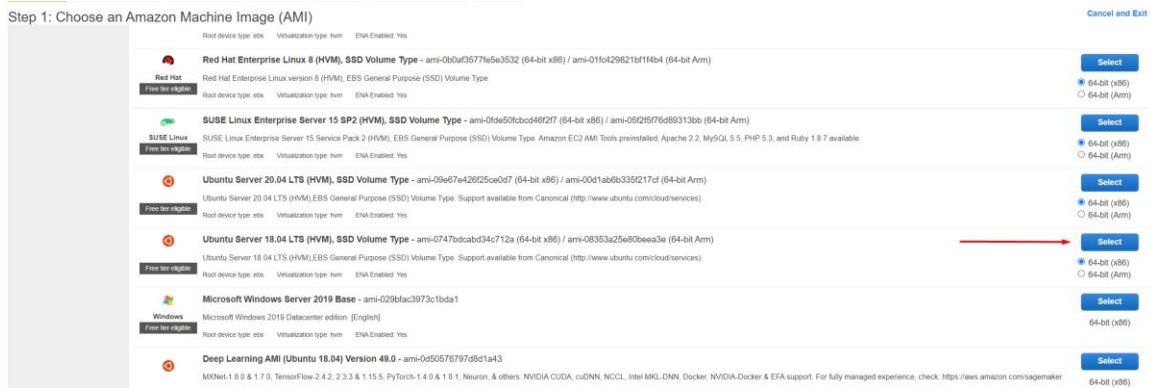 Step 1: Choose an Amazon Machine Image (AMI)
Cancel and Exit
Root device type: ebs Virtualization type: hvm ENA Enabled: Yes
Red Hat
Free tier eligible
Red Hat Enterprise Linux 8 (HVM), SSD Volume Type - ami-0b0af3577fe5e3532 (64-bit x86) / ami-01fc429821bf1f4b4 (64-bit Arm)
Red Hat Enterprise Linux version 8 (HVM), EBS General Purpose (SSD) Volume Type
Root device type: ebs Virtualization type: hvm ENA Enabled: Yes
Select
64-bit (x86)
64-bit (Arm)
SUSE Linux
Free tier eligible
SUSE Linux Enterprise Server 15 SP2 (HVM), SSD Volume Type - ami-0fde50fcbcd46f2f7 (64-bit x86) / ami-05f2f5f76d89313bb (64-bit Arm)
SUSE Linux Enterprise Server 15 Service Pack 2 (HVM), EBS General Purpose (SSD) Volume Type. Amazon EC2 AMI Tools preinstalled; Apache 2.2, MySQL 5.5, PHP 5.3, and Ruby 1.8.7 available.
Root device type: ebs Virtualization type: hvm ENA Enabled: Yes
Select
64-bit (x86)
64-bit (Arm)
Free tier eligible
Ubuntu Server 20.04 LTS (HVM), SSD Volume Type - ami-09e67e426f25ce0d7 (64-bit x86) / ami-00d1ab6b335f217cf (64-bit Arm)
Ubuntu Server 20.04 LTS (HVM),EBS General Purpose (SSD) Volume Type. Support available from Canonical (http://www.ubuntu.com/cloud/services).
Root device type: ebs Virtualization type: hvm ENA Enabled: Yes
Select
64-bit (x86)
64-bit (Arm)
Free tier eligible
Ubuntu Server 18.04 LTS (HVM), SSD Volume Type - ami-0747bdcabd34c712a (64-bit x86) / ami-08353a25e80beea3e (64-bit Arm)
Ubuntu Server 18.04 LTS (HVM),EBS General Purpose (SSD) Volume Type. Support available from Canonical (http://www.ubuntu.com/cloud/services).
Root device type: ebs Virtualization type: hvm ENA Enabled: Yes
Select
64-bit (x86)
64-bit (Arm)
Windows
Free tier eligible
Microsoft Windows Server 2019 Base - ami-029bfac3973c1bda1
Microsoft Windows 2019 Datacenter edition. [English]
Root device type: ebs Virtualization type: hvm ENA Enabled: Yes
Select
64-bit (x86)
Deep Learning AMI (Ubuntu 18.04) Version 49.0 - ami-0d50576797d8d1a43
MXNet-1.8.0 & 1.7.0, TensorFlow-2.4.2, 2.3.3 & 1.15.5, PyTorch-1.4.0 & 1.8.1, Neuron, & others. NVIDIA CUDA, cuDNN, NCCL, Intel MKL-DNN, Docker, NVIDIA-Docker & EFA support. For fully managed experience, check: https://aws.amazon.com/sagemaker
Select
64-bit (x86)